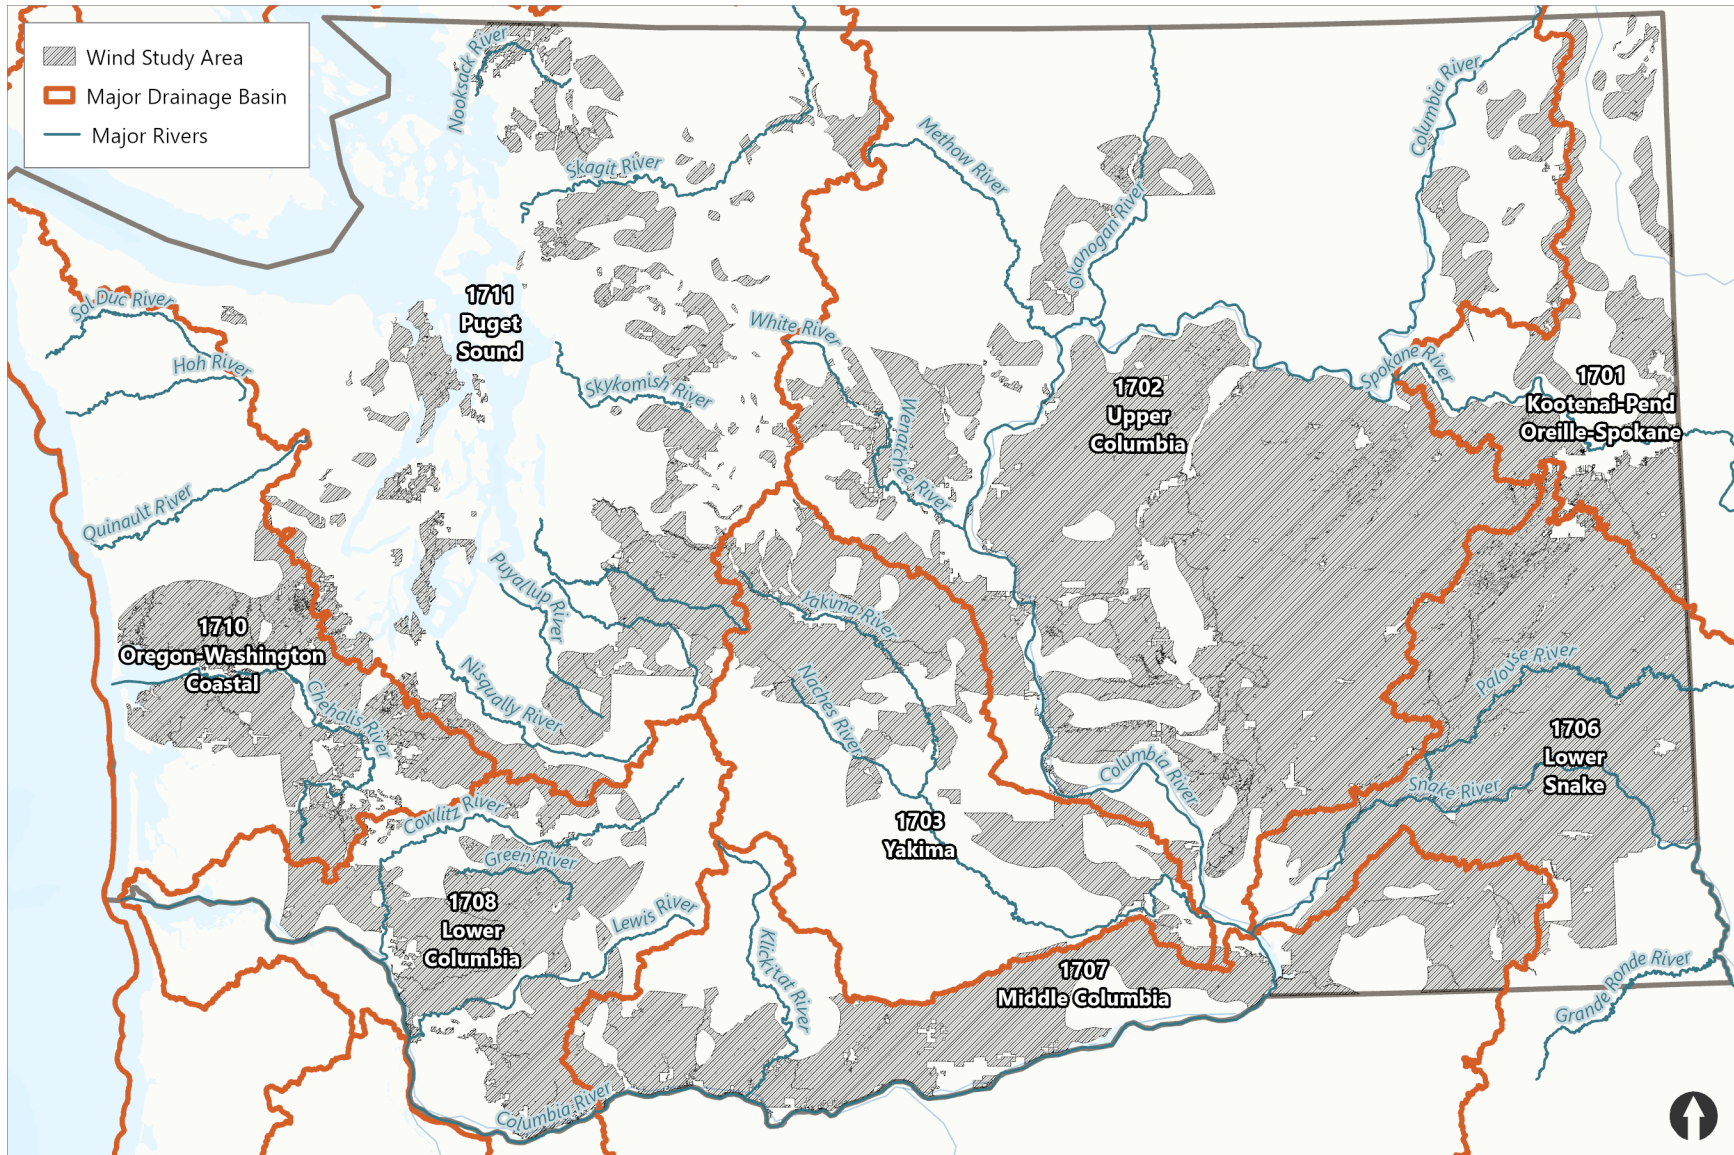 Wind Study Area
Major Drainage Basin
Major Rivers
Nooksack River
Skagit River
Methow River
Okanogan River
Columbia River
Sol Duc River
Hoh River
1711
Puget
Sound
White River
Skykomish River
Wenatchee River
1702
Upper
Columbia
Spokane River
1701
Kootenai-Pend
Oreille-Spokane
Quinault River
Puyallup River
Yakima River
1710
Oregon-Washington
Coastal
Chehalis River
Nisqually River
Naches River
Palouse River
Columbia River
Snake River
1706
Lower
Snake
Cowlitz River
Green River
1703
Yakima
1708
Lower
Columbia
Lewis River
Klickitat River
1707
Middle Columbia
Grande Ronde River
Columbia River